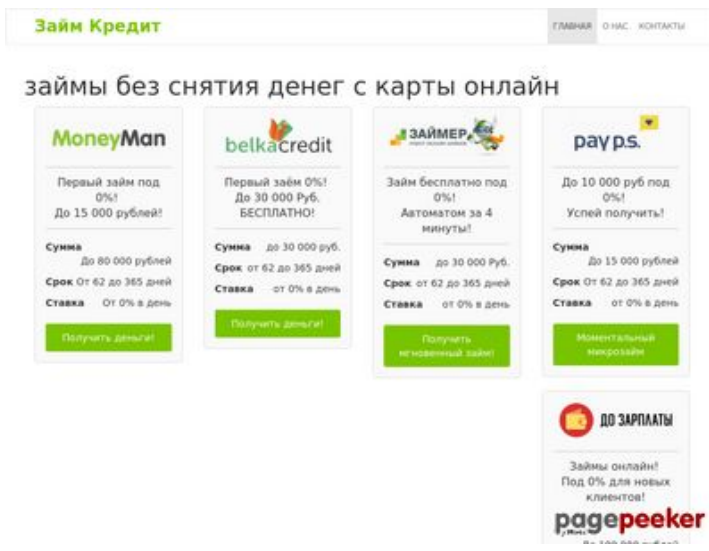 Займ Кредит
ГЛАВНАЯ О НАС КОНТАКТЫ
займы без снятия денег с карты онлайн
MoneyMan
Первый займ под
0%!
До 15 000 рублей!
Сумма
До 80 000 рублей
Срок От 62 до 365 дней
Ставка От 0% в день
Получить деньги!
belkacredit
Первый заём 0%!
До 30 000 Руб.
БЕСПЛАТНО!
Сумма до 30 000 руб.
Срок от 62 до 365 дней
Ставка от 0% в день
Получить деньги!
ЗАЙМЕР
Займ бесплатно под
0%!
Автоматом за 4
минуты!
Сумма до 30 000 Руб.
Срок от 62 до 365 дней
Ставка от 0% в день
Получить
мгновенный займ!
pay p.s.
До 10 000 руб под
0%!
Успей получить!
Сумма
До 15 000 рублей
Срок От 62 до 365 дней
Ставка от 0% в день
Моментальный
микрозайм
ДО ЗАРПЛАТЫ
Займы онлайн!
Под 0% для новых
клиентов!
pagepeeker
До 100 000 рублей